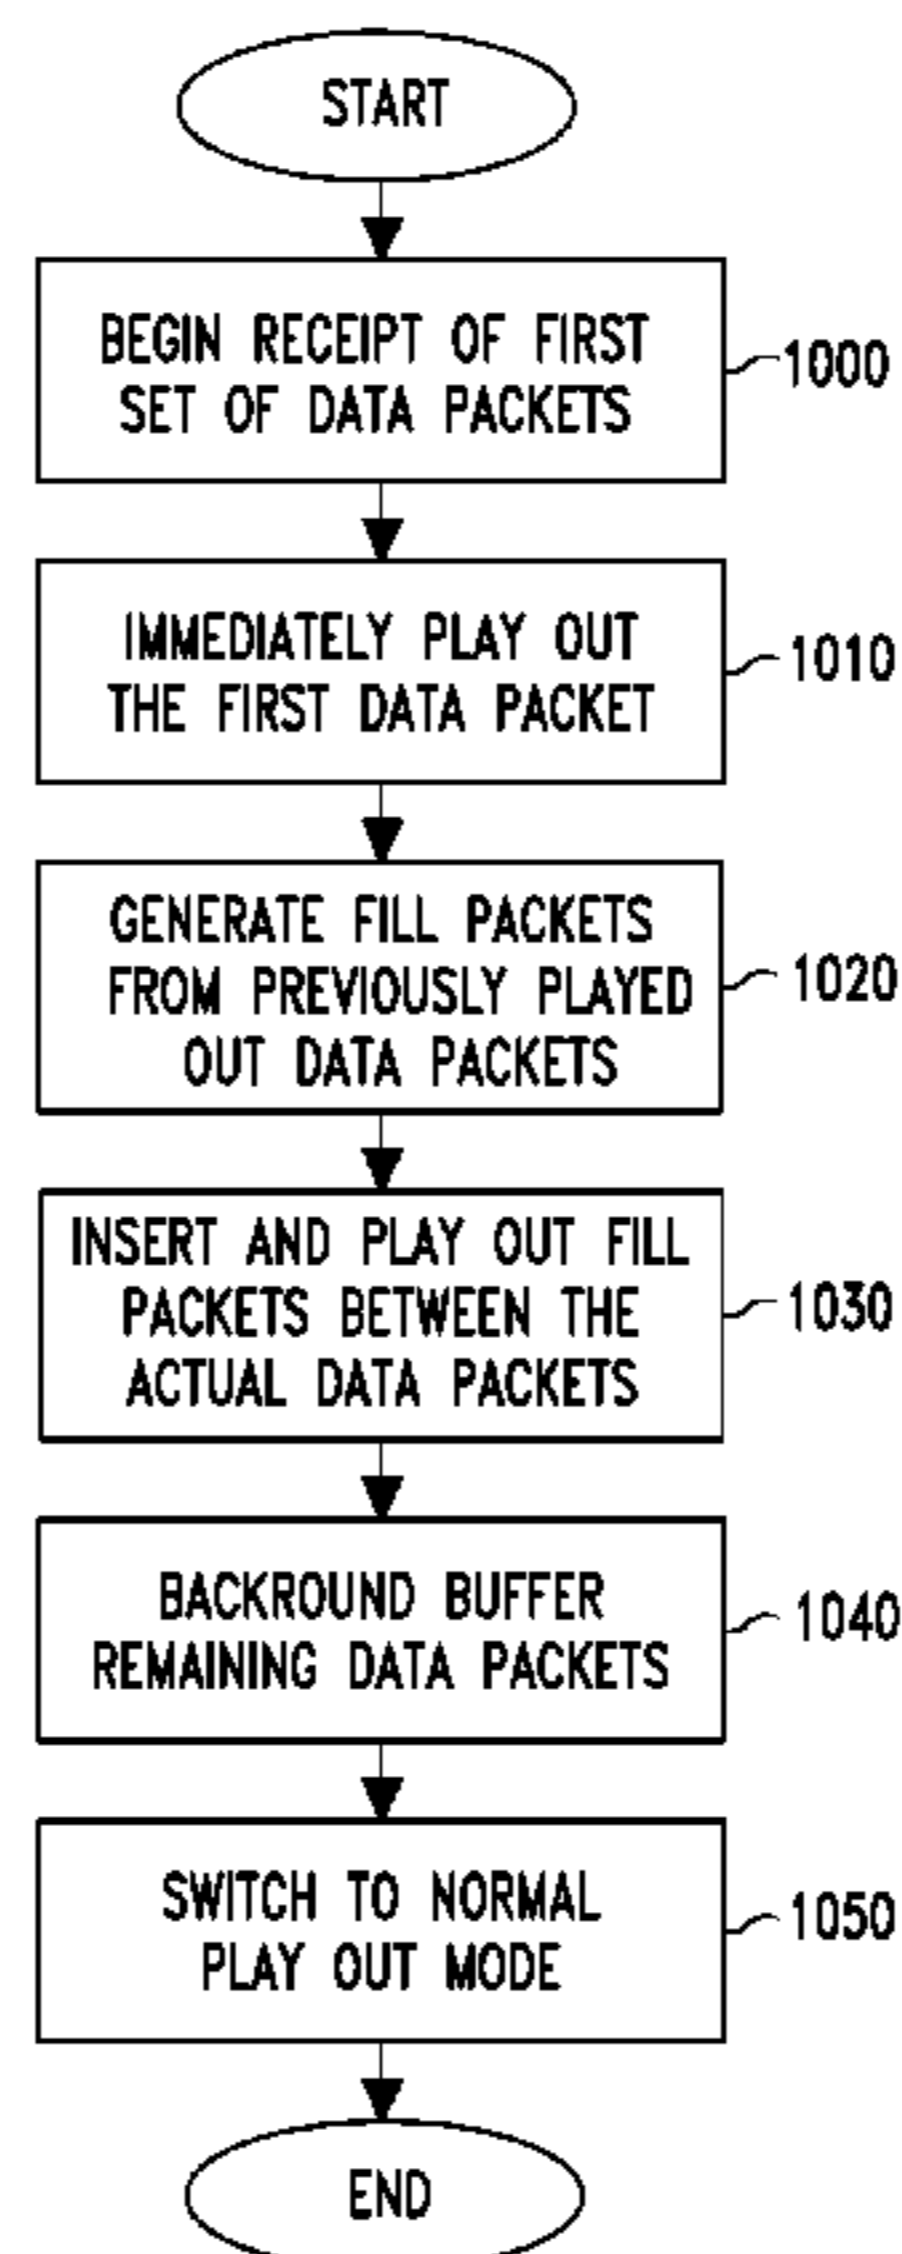 START
BEGIN RECEIPT OF FIRST
SET OF DATA PACKETS
1000
IMMEDIATELY PLAY OUT
THE FIRST DATA PACKET
1010
GENERATE FILL PACKETS
FROM PREVIOUSLY PLAYED
OUT DATA PACKETS
1020
INSERT AND PLAY OUT FILL
PACKETS BETWEEN THE
ACTUAL DATA PACKETS
1030
BACKROUND BUFFER
REMAINING DATA PACKETS
1040
SWITCH TO NORMAL
PLAY OUT MODE
1050
END